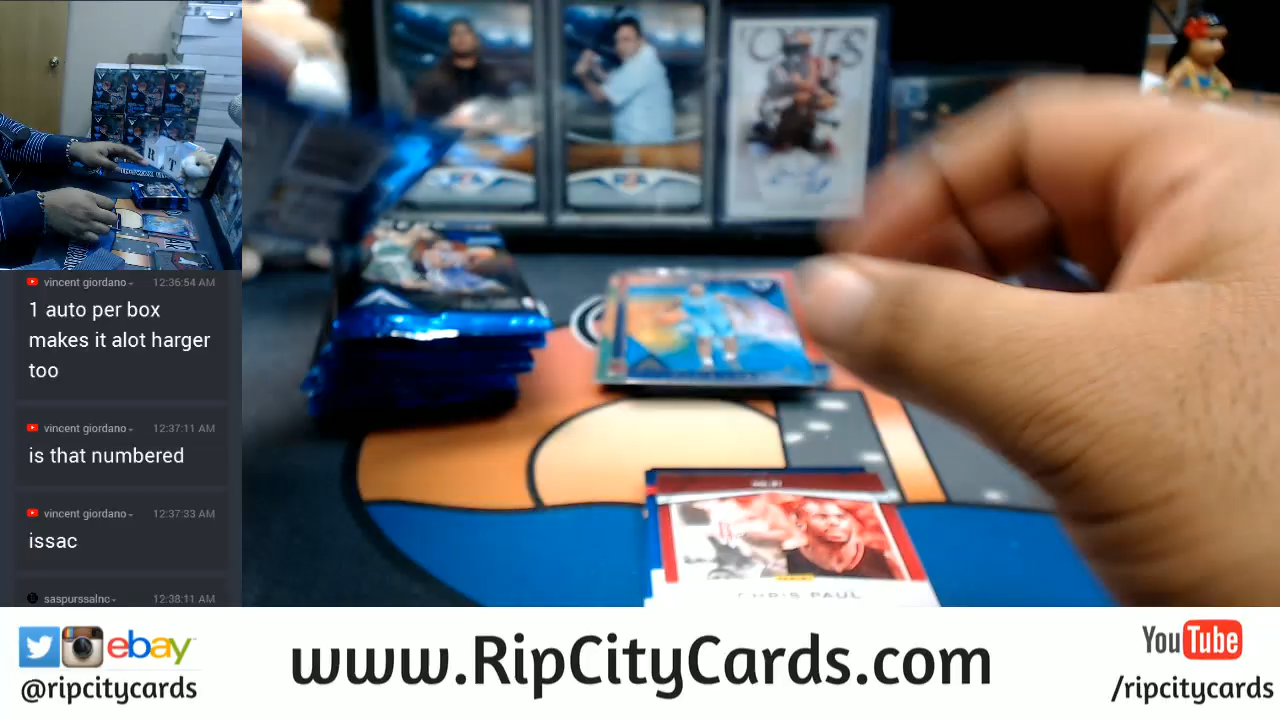 vincent giordano 12:36:54 AM
1 auto per box
makes it alot harger
too
vincent giordano 12:37:11 AM
is that numbered
vincent giordano 12:37:33 AM
issac
saspurssalnc 12:38:11 AM
CHRIS PAUL
ebay
@ripcitycards
www.RipCityCards.com
YouTube
/ripcitycards